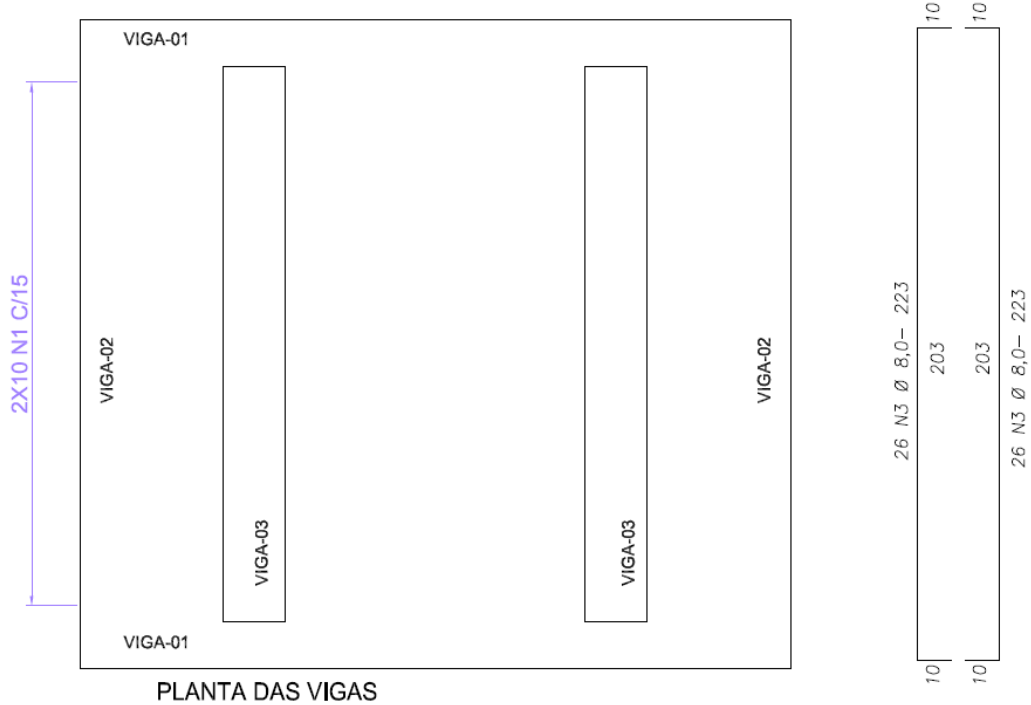 VIGA-01
2X10 N1 C/15
VIGA-02
VIGA-02
VIGA-03
VIGA-03
VIGA-01
PLANTA DAS VIGAS
10
10
26 N3 Ø 8,0- 223
203
203
26 N3 Ø 8,0- 223
10
10